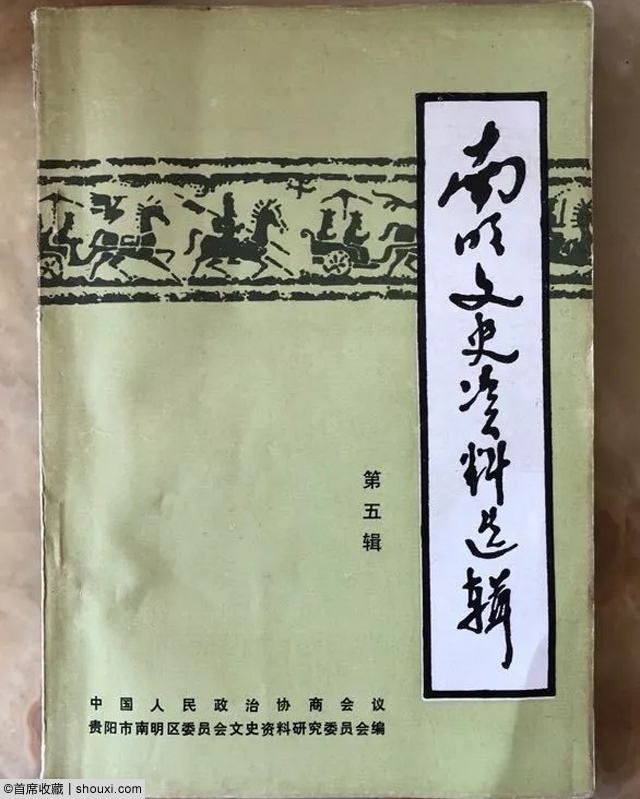 南明文史资料选辑
第五辑
中国人民政治协商会议
贵阳市南明区委员会文史资料研究委员会编
©首席收藏 | shouxi.com